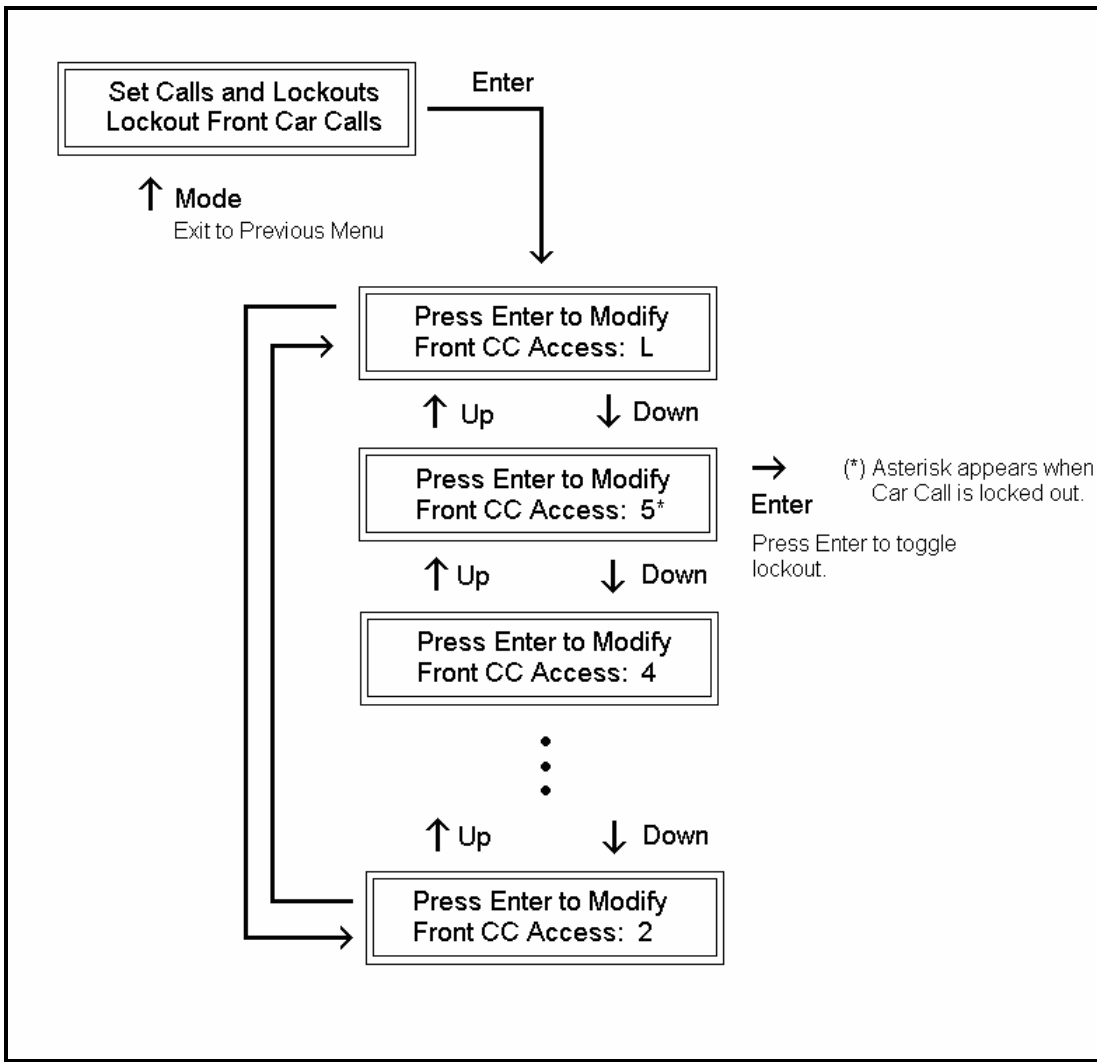 Set Calls and Lockouts
Lockout Front Car Calls
Enter
Mode
Exit to Previous Menu
Press Enter to Modify
Front CC Access: L
Up
Down
Press Enter to Modify
Front CC Access: 5*
Enter
(*) Asterisk appears when
Car Call is locked out.
Press Enter to toggle
lockout.
Up
Down
Press Enter to Modify
Front CC Access: 4
Up
Down
Press Enter to Modify
Front CC Access: 2